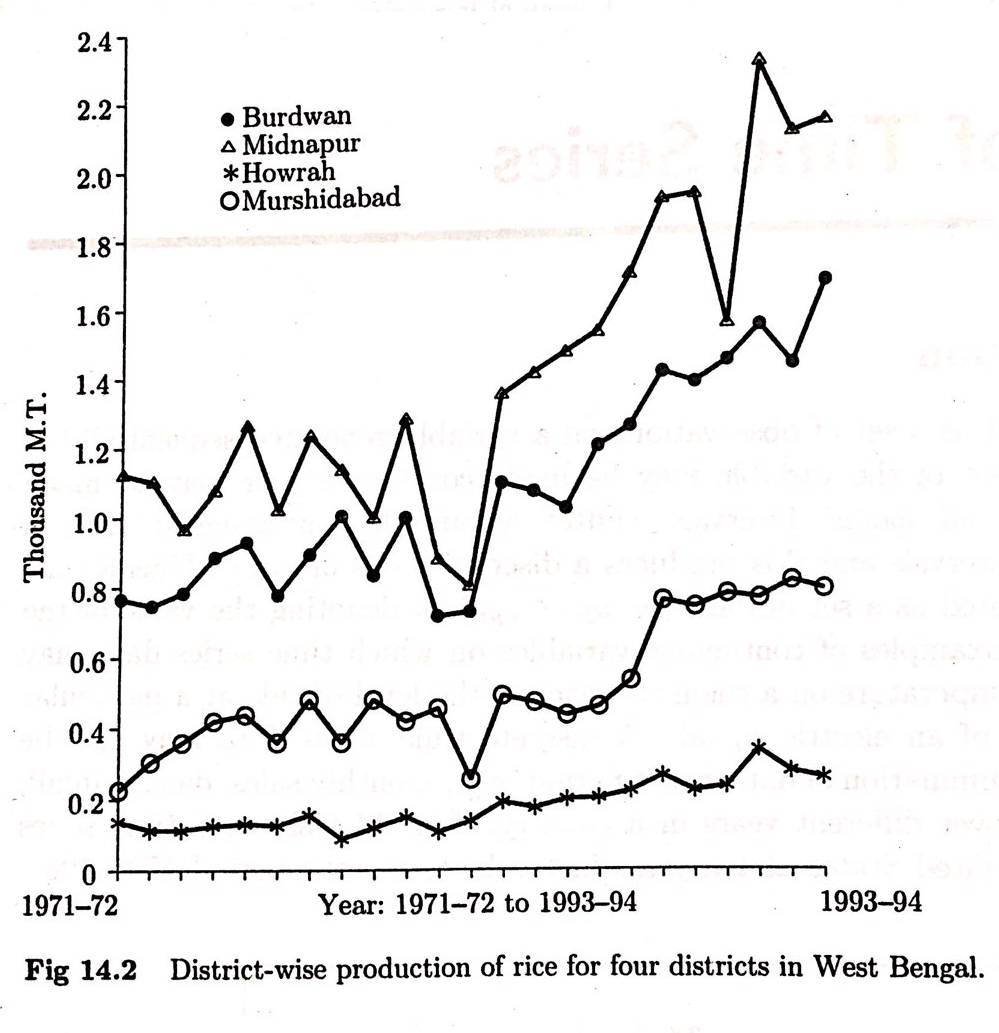 2.4
2.2
2.0
1.8
1.6
1.4
1.2
1.0
0.8
0.6
0.4
0.2
0
Thousand M.T.
Burdwan
Midnapur
Howrah
Murshidabad
1971–72
Year: 1971–72 to 1993–94
1993–94
Fig 14.2 District-wise production of rice for four districts in West Bengal.